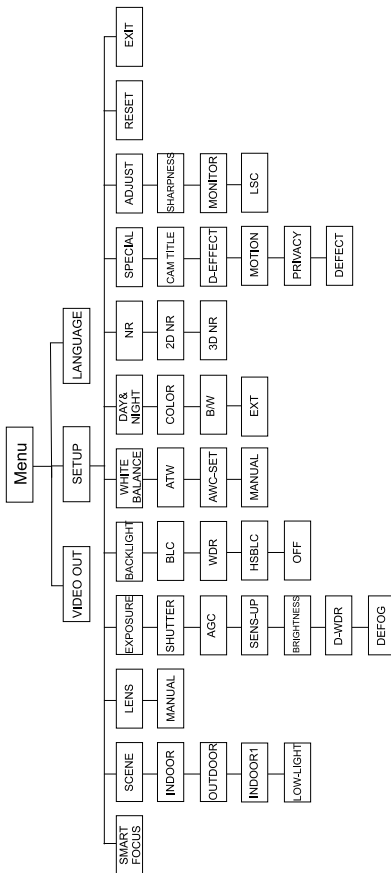 Menu
VIDEO OUT
SETUP
LANGUAGE
SMART
FOCUS
SCENE
INDOOR
OUTDOOR
INDOOR1
LOW-LIGHT
LENS
MANUAL
EXPOSURE
SHUTTER
AGC
SENS-UP
BRIGHTNESS
D-WDR
DEFOG
BACKLIGHT
BLC
WDR
HSBLC
OFF
WHITE
BALANCE
ATW
AWC-SET
MANUAL
DAY&
NIGHT
COLOR
B/W
EXT
NR
2D NR
3D NR
SPECIAL
CAM TITLE
D-EFFECT
MOTION
PRIVACY
DEFECT
ADJUST
SHARPNESS
MONITOR
LSC
RESET
EXIT